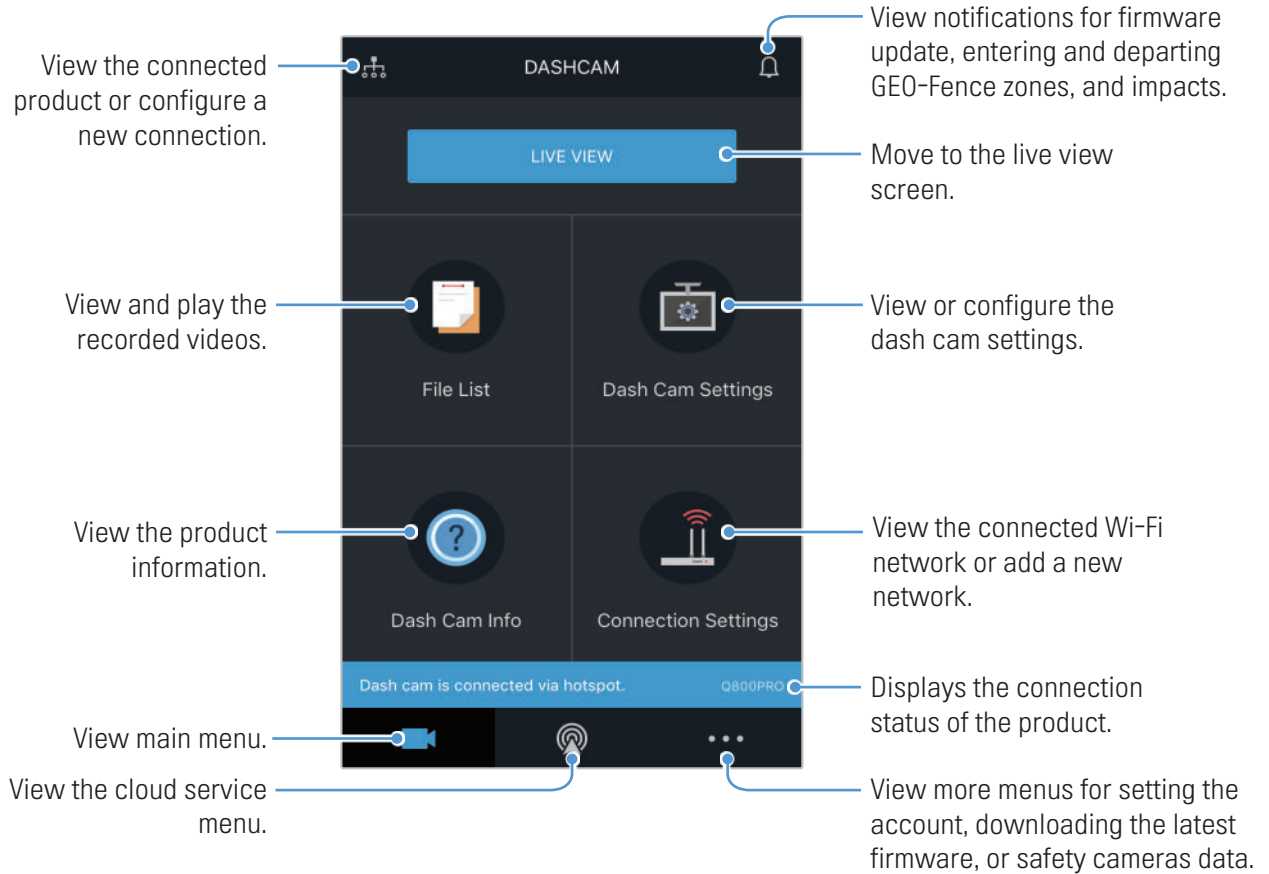 View notifications for firmware
update, entering and departing
GEO-Fence zones, and impacts.
View the connected
product or configure a
new connection.
DASHCAM
LIVE VIEW
Move to the live view
screen.
View and play the
recorded videos.
File List
Dash Cam Settings
View or configure the
dash cam settings.
View the product
information.
?
Dash Cam Info
Connection Settings
View the connected Wi-Fi
network or add a new
network.
Dash cam is connected via hotspot.
Q800PRO
Displays the connection
status of the product.
View main menu.
View the cloud service
menu.
View more menus for setting the
account, downloading the latest
firmware, or safety cameras data.